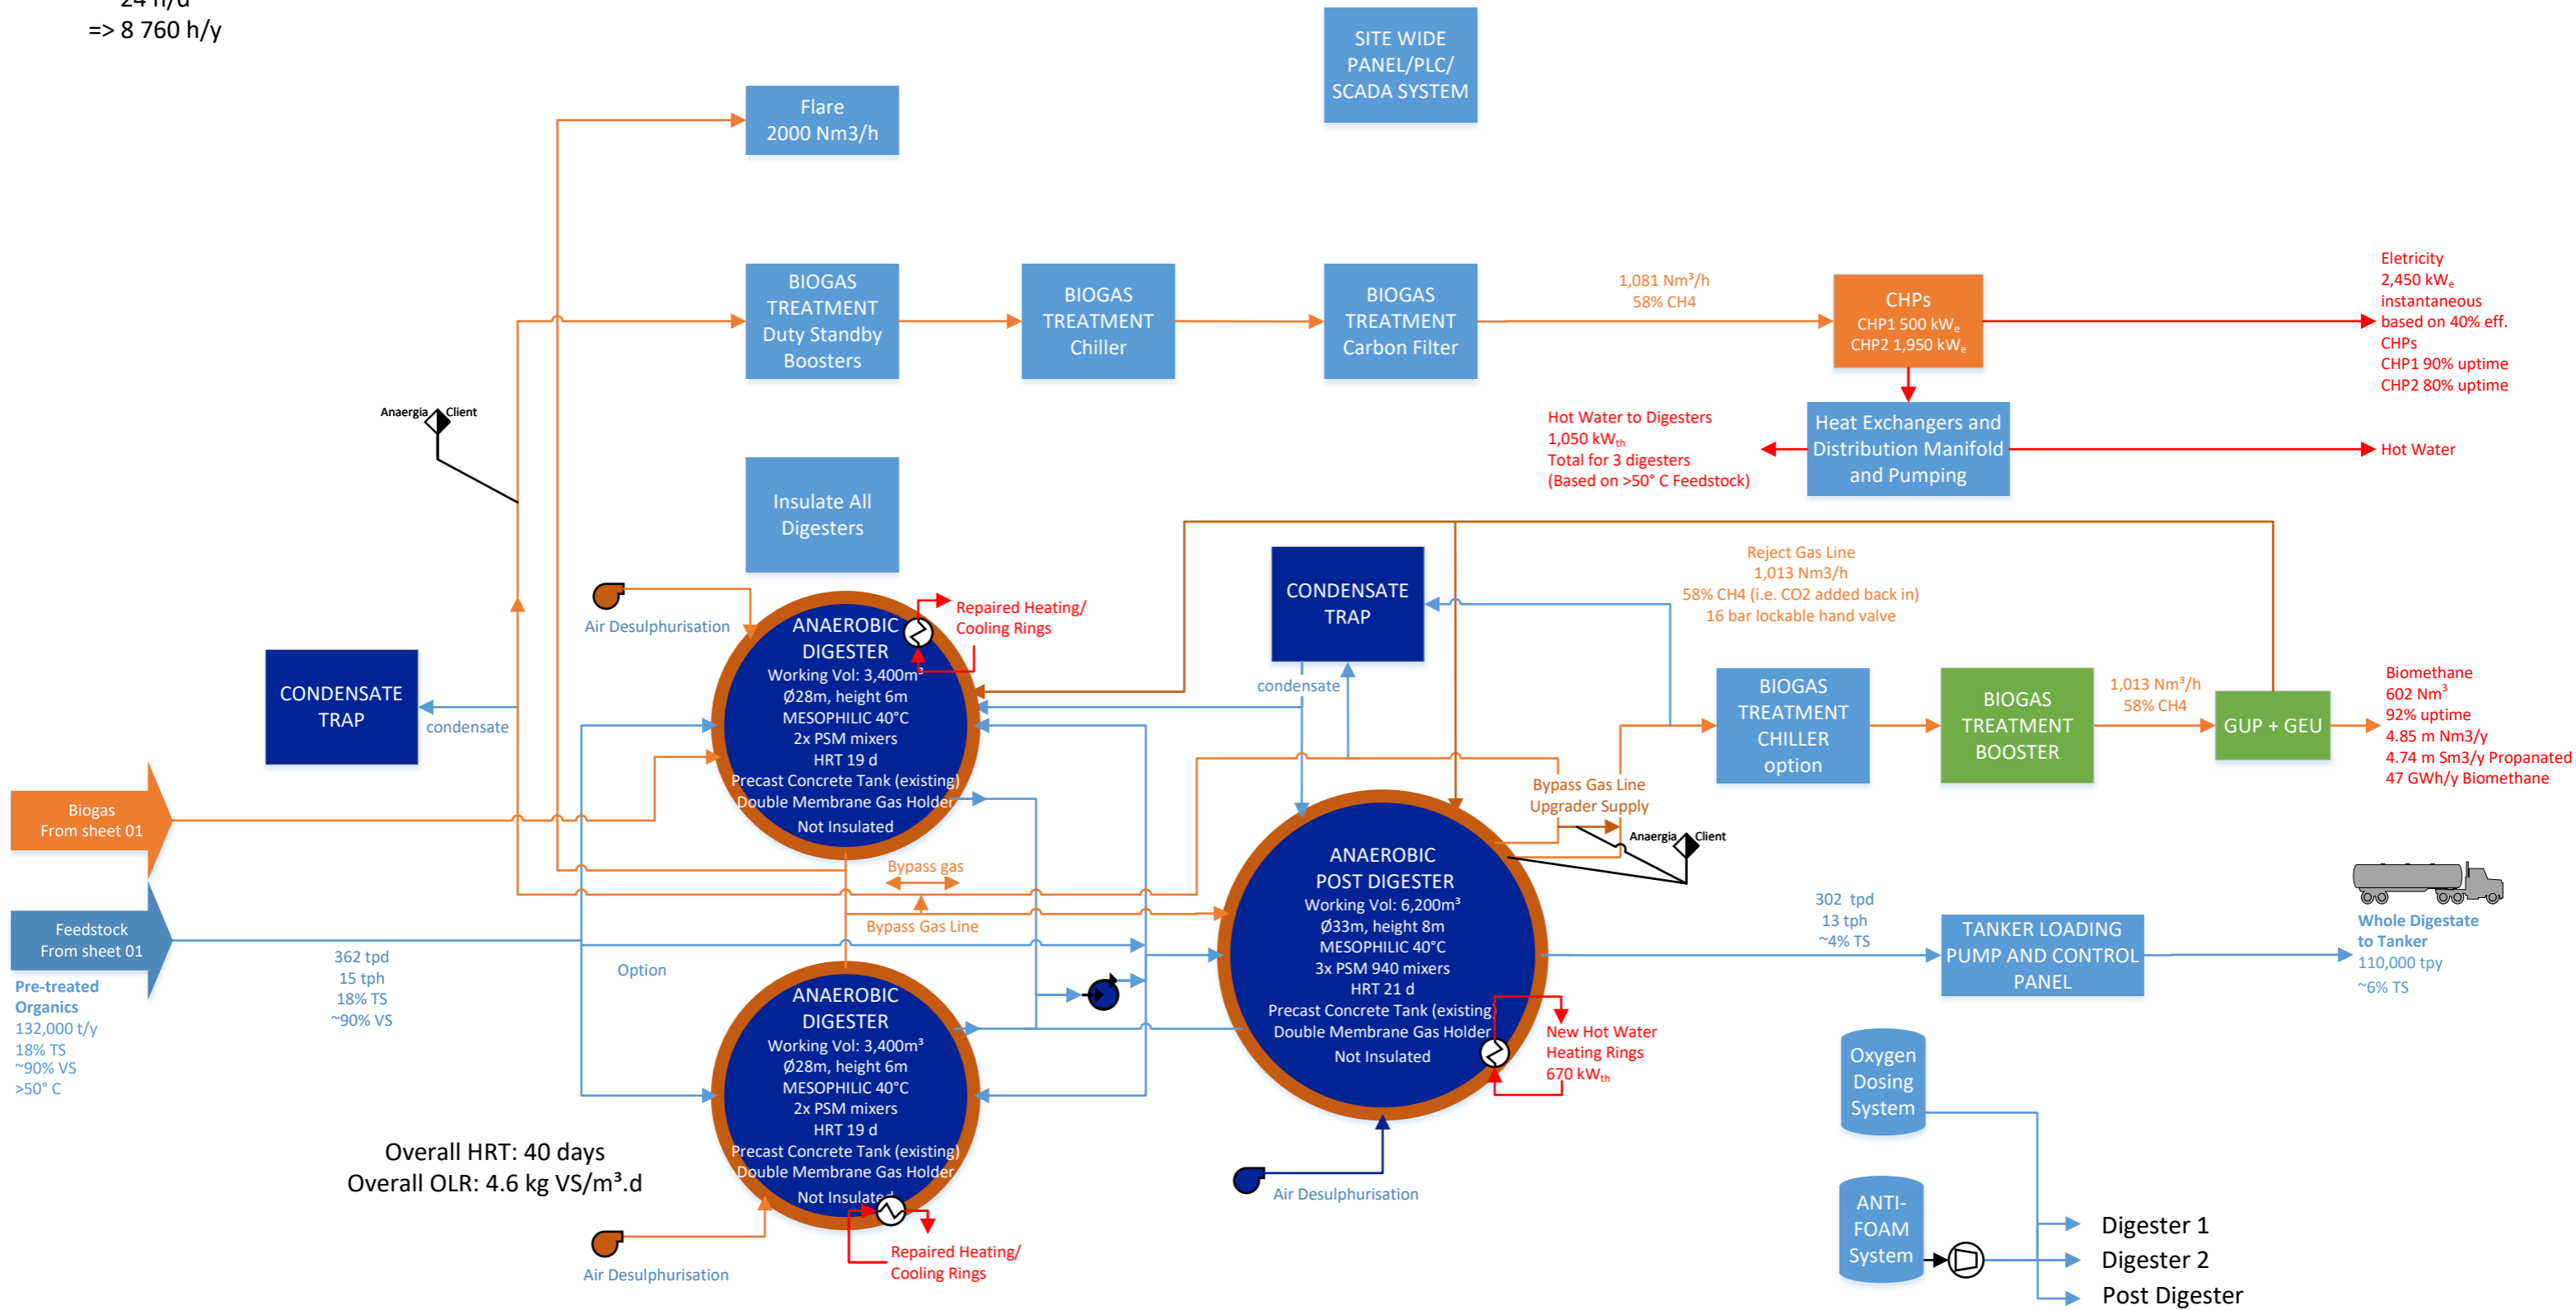 24 h/d
=> 8 760 h/y
SITE WIDE
PANEL/PLC/
SCADA SYSTEM
Flare
2000 Nm3/h
BIOGAS
TREATMENT
Duty Standby
Boosters
BIOGAS
TREATMENT
Chiller
BIOGAS
TREATMENT
Carbon Filter
1,081 Nm³/h
58% CH4
CHPs
CHP1 500 kWₑ
CHP2 1,950 kWₑ
Eletricity
2,450 kWₑ
instantaneous
based on 40% eff.
CHPs
CHP1 90% uptime
CHP2 80% uptime
Anaergia Client
Hot Water to Digesters
1,050 kWₜₕ
Total for 3 digesters
(Based on >50° C Feedstock)
Heat Exchangers and
Distribution Manifold
and Pumping
Hot Water
Insulate All
Digesters
Air Desulphurisation
Repaired Heating/
Cooling Rings
CONDENSATE
TRAP
condensate
ANAEROBIC
DIGESTER
Working Vol: 3,400m³
Ø28m, height 6m
MESOPHILIC 40°C
2x PSM mixers
HRT 19 d
Precast Concrete Tank (existing)
Double Membrane Gas Holder
Not Insulated
CONDENSATE
TRAP
condensate
Reject Gas Line
1,013 Nm3/h
58% CH4 (i.e. CO2 added back in)
16 bar lockable hand valve
BIOGAS
TREATMENT
CHILLER
option
BIOGAS
TREATMENT
BOOSTER
1,013 Nm³/h
58% CH4
GUP + GEU
Biomethane
602 Nm³
92% uptime
4.85 m Nm3/y
4.74 m Sm3/y Propanated
47 GWh/y Biomethane
Biogas
From sheet 01
Bypass Gas Line
Upgrader Supply
Anaergia Client
Bypass gas
Bypass Gas Line
Feedstock
From sheet 01
Pre-treated
Organics
132,000 t/y
18% TS
~90% VS
>50° C
362 tpd
15 tph
18% TS
~90% VS
Option
ANAEROBIC
POST DIGESTER
Working Vol: 6,200m³
Ø33m, height 8m
MESOPHILIC 40°C
3x PSM 940 mixers
HRT 21 d
Precast Concrete Tank (existing)
Double Membrane Gas Holder
Not Insulated
302 tpd
13 tph
~4% TS
TANKER LOADING
PUMP AND CONTROL
PANEL
Whole Digestate
to Tanker
110,000 tpy
~6% TS
ANAEROBIC
DIGESTER
Working Vol: 3,400m³
Ø28m, height 6m
MESOPHILIC 40°C
2x PSM mixers
HRT 19 d
Precast Concrete Tank (existing)
Double Membrane Gas Holder
Not Insulated
New Hot Water
Heating Rings
670 kWₜₕ
Oxygen
Dosing
System
Overall HRT: 40 days
Overall OLR: 4.6 kg VS/m³.d
Air Desulphurisation
Air Desulphurisation
Repaired Heating/
Cooling Rings
ANTI-
FOAM
System
Digester 1
Digester 2
Post Digester